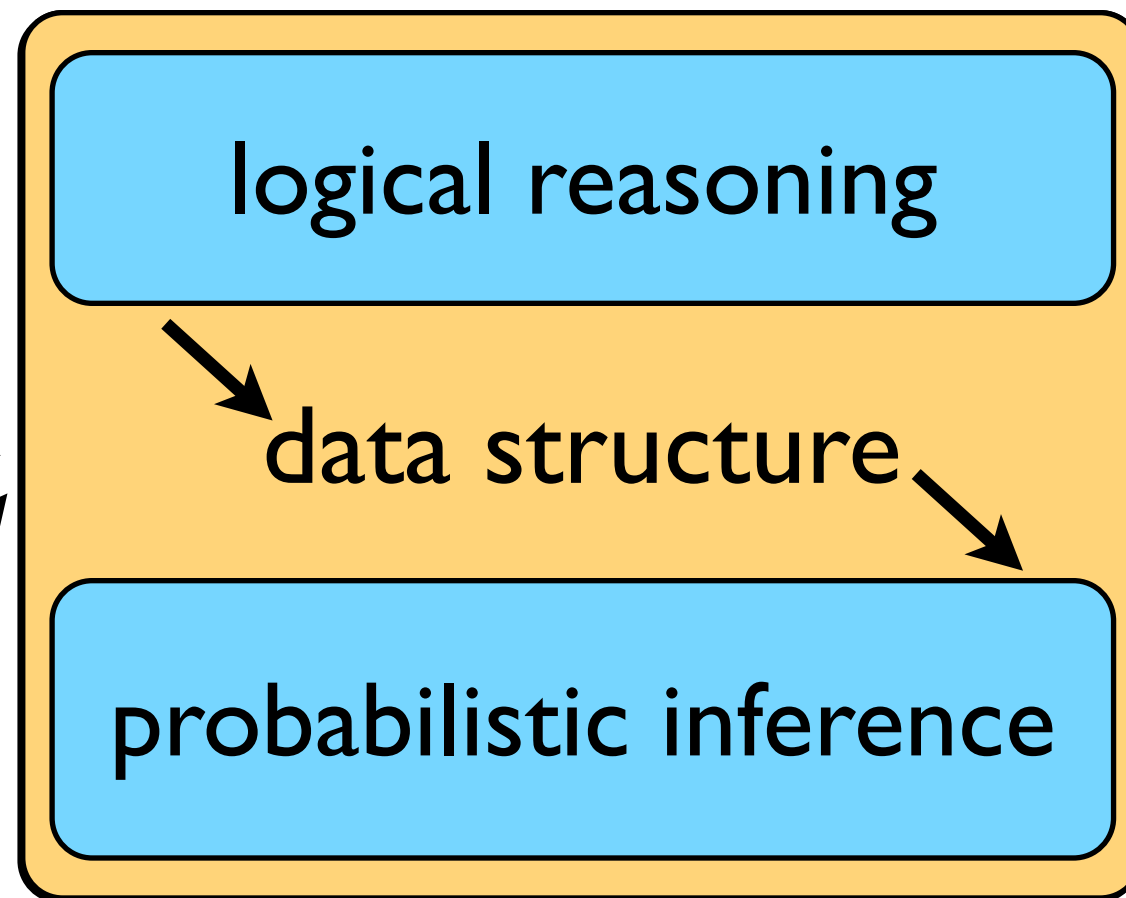 logical reasoning
data structure
probabilistic inference